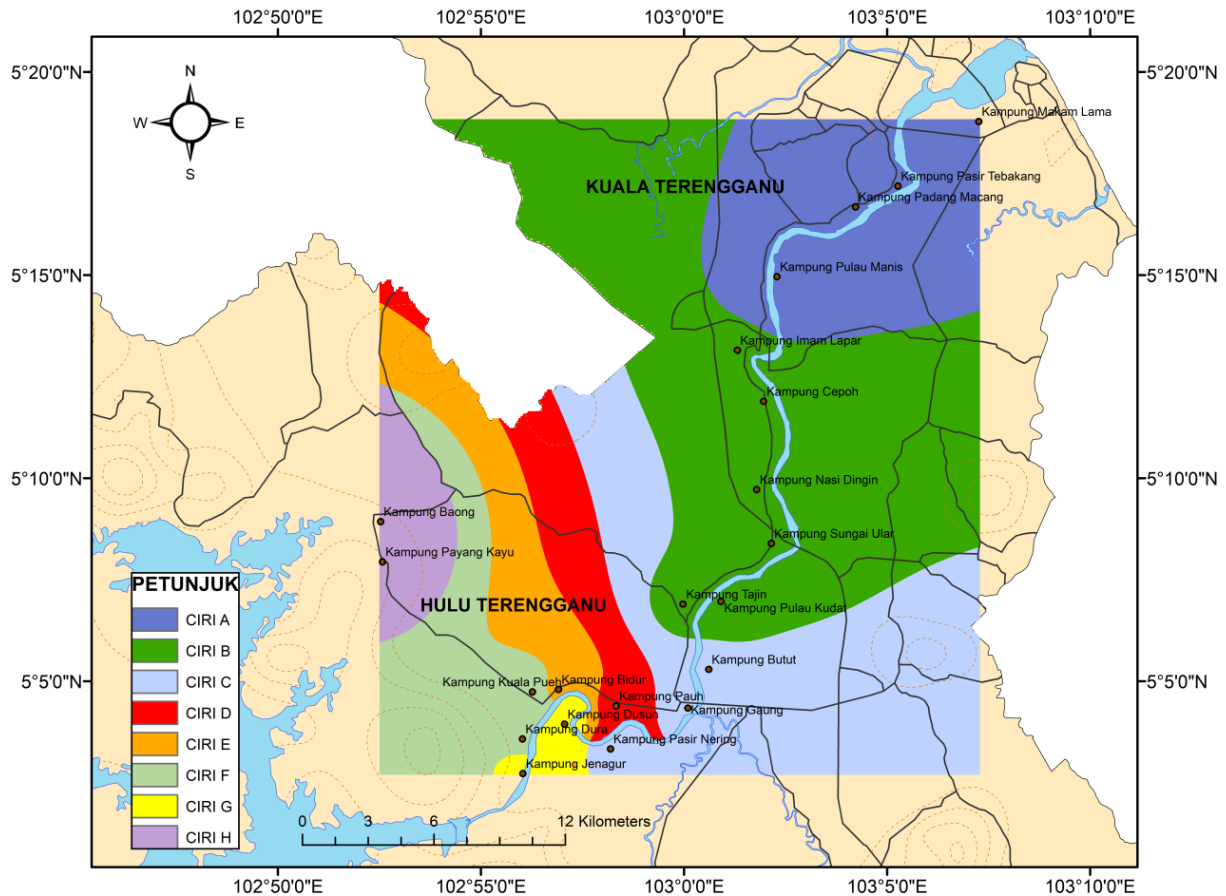 102°50'0"E 102°55'0"E 103°0'0"E 103°5'0"E 103°10'0"E
5°20'0"N 5°20'0"N
N
W E
S
Kampung Makam Lama
Kampung Pasir Tebakang
KUALA TERENGGANU
Kampung Padang Macang
5°15'0"N 5°15'0"N
Kampung Pulau Manis
Kampung Imam Lapar
Kampung Cepoh
5°10'0"N 5°10'0"N
Kampung Nasi Dingin
Kampung Baong
Kampung Sungai Ular
Kampung Payang Kayu
Kampung Tajin
HULU TERENGGANU
Kampung Pulau Kudat
Kampung Butut
5°5'0"N 5°5'0"N
Kampung Kuala Pueh
Kampung Bidur
Kampung Pauh
Kampung Gaung
Kampung Dusun
Kampung Dura
Kampung Pasir Nering
Kampung Jenagur
PETUNJUK
CIRI A
CIRI B
CIRI C
CIRI D
CIRI E
CIRI F
CIRI G
CIRI H
0 3 6 12 Kilometers
102°50'0"E 102°55'0"E 103°0'0"E 103°5'0"E 103°10'0"E